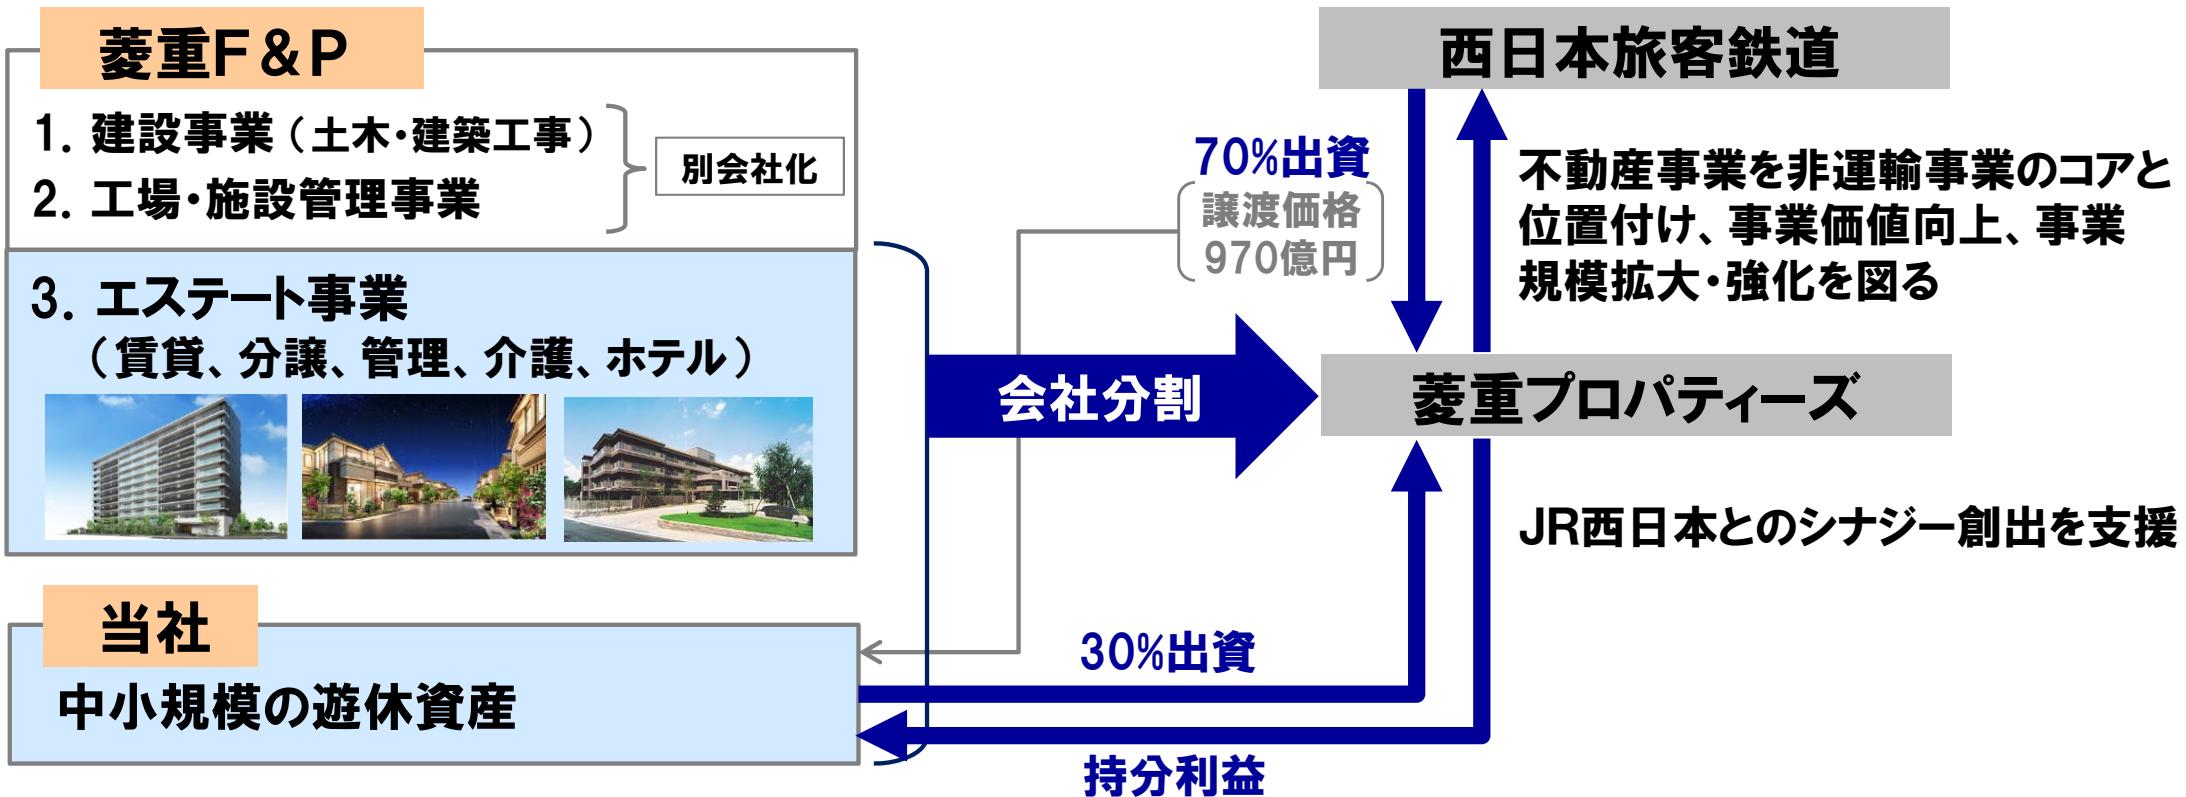 菱重F&P
1. 建設事業(土木・建築工事)
2. 工場・施設管理事業
別会社化
3. エステート事業
(賃貸、分譲、管理、介護、ホテル)
当社
中小規模の遊休資産
会社分割
70%出資
譲渡価格
970億円
30%出資
持分利益
西日本旅客鉄道
不動産事業を非運輸事業のコアと
位置付け、事業価値向上、事業
規模拡大・強化を図る
菱重プロパティーズ
JR西日本とのシナジー創出を支援